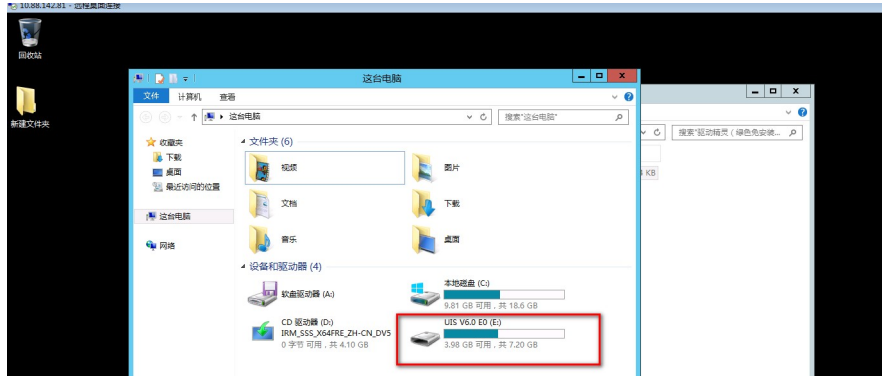 10.88.142.81 - 远程桌面连接
回收站
新建文件夹
这台电脑
文件 计算机 查看
这台电脑
搜索"这台电脑"
搜索"驱动精灵（绿色免安装...
KB
收藏夹
下载
桌面
最近访问的位置
这台电脑
网络
文件夹 (6)
视频
图片
文档
下载
音乐
桌面
设备和驱动器 (4)
软盘驱动器 (A:)
本地磁盘 (C:)
9.81 GB 可用，共 18.6 GB
CD 驱动器 (D:)
IRM_SSS_X64FRE_ZH-CN_DV5
0 字节 可用，共 4.10 GB
UIS V6.0 E0 (E:)
3.98 GB 可用，共 7.20 GB